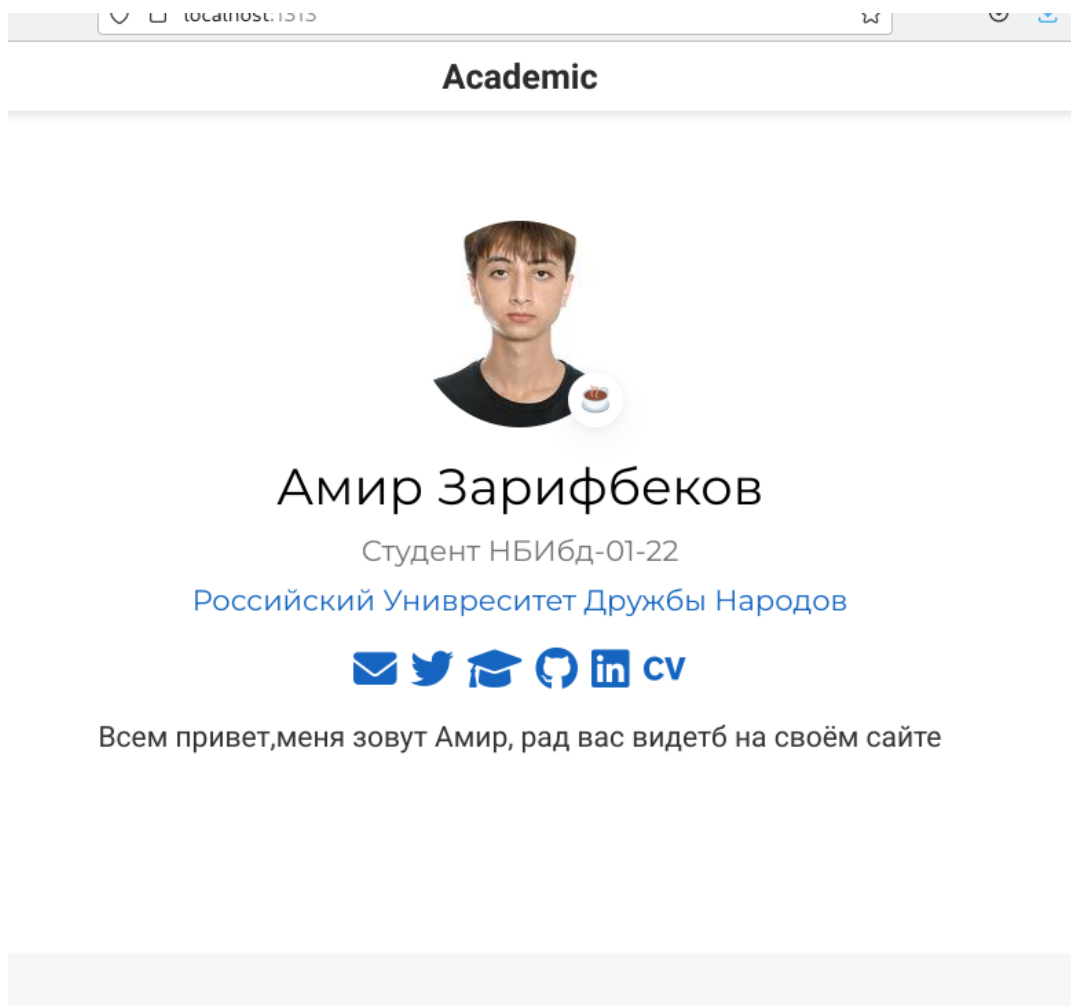 localhost:1313
Academic
Амир Зарифбеков
Студент НБИбд-01-22
Российский Унивреситет Дружбы Народов
CV
Всем привет,меня зовут Амир, рад вас видетб на своём сайте